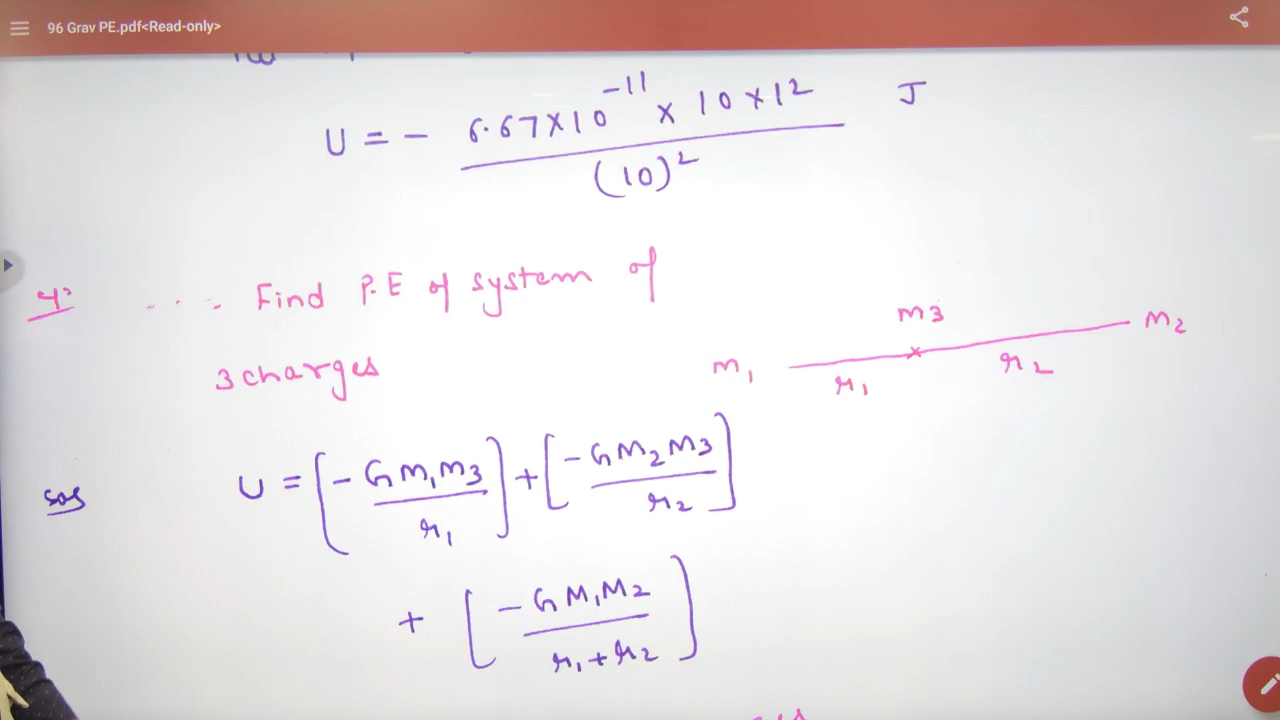 96 Grav PE.pdf<Read-only>
U = - 6.67×10^-11 × 10×12 / (10)^2 J
4: .... Find P.E of system of
3 charges
m1 m3 m2
r1 r2
Sol U = [-G m1 m3 / r1] + [-G m2 m3 / r2]
+ [-G M1 M2 / r1+r2]